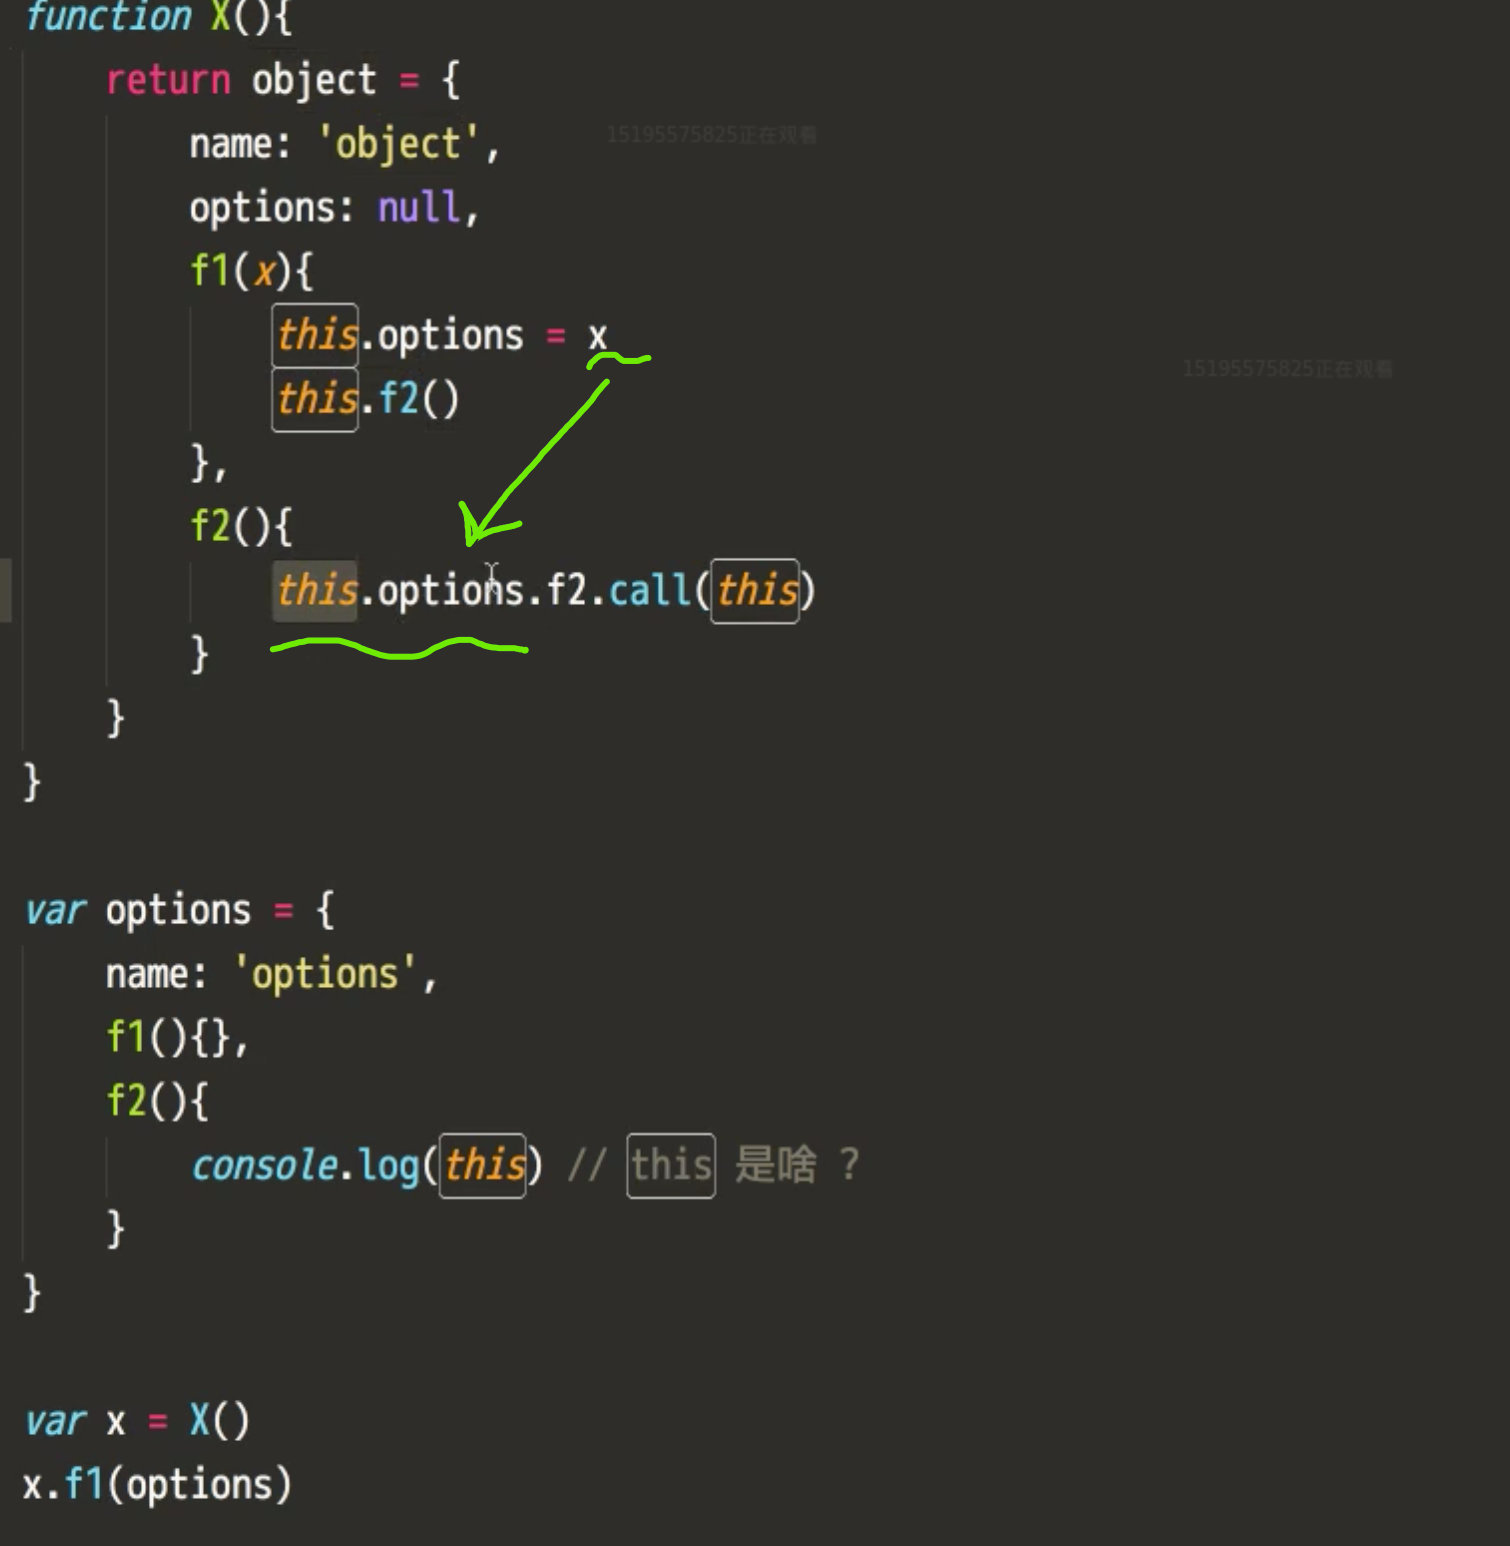 function X(){
    return object = {
        name: 'object',
15195575825正在观看
        options: null,
        f1(x){
            this.options = x
15195575825正在观看
            this.f2()
        },
        f2(){
            this.options.f2.call(this)
        }
    }
}
var options = {
    name: 'options',
    f1(){},
    f2(){
        console.log(this) // this 是啥 ?
    }
}
var x = X()
x.f1(options)